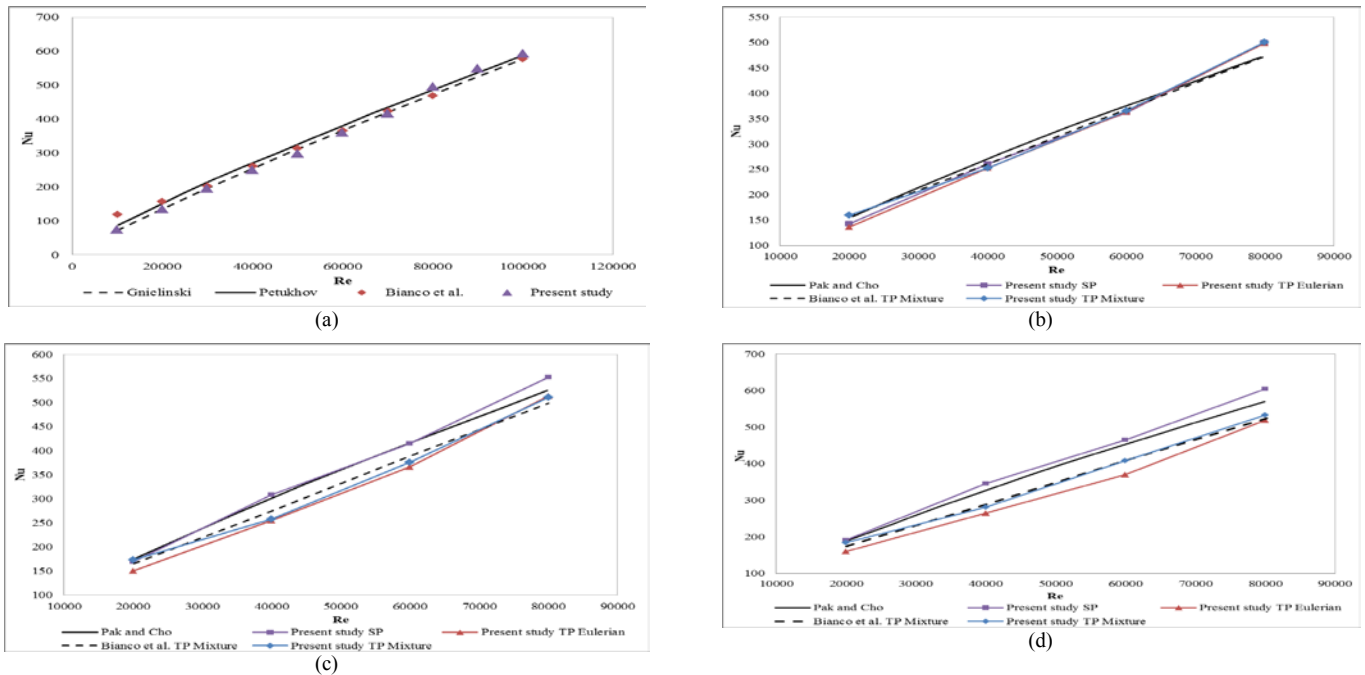 700
600
500
400
300
200
100
0
Nu
0 20000 40000 60000 80000 100000 120000
Re
Gnielinski Petukhov Bianco et al. Present study
(a)
550
500
450
400
350
300
250
200
150
100
Nu
10000 20000 30000 40000 50000 60000 70000 80000 90000
Re
Pak and Cho Present study SP Present study TP Eulerian
Bianco et al. TP Mixture Present study TP Mixture
(b)
600
550
500
450
400
350
300
250
200
150
100
Nu
10000 20000 30000 40000 50000 60000 70000 80000 90000
Re
Pak and Cho Present study SP Present study TP Eulerian
Bianco et al. TP Mixture Present study TP Mixture
(c)
700
600
500
400
300
200
100
Nu
10000 20000 30000 40000 50000 60000 70000 80000 90000
Re
Pak and Cho Present study SP Present study TP Eulerian
Bianco et al. TP Mixture Present study TP Mixture
(d)